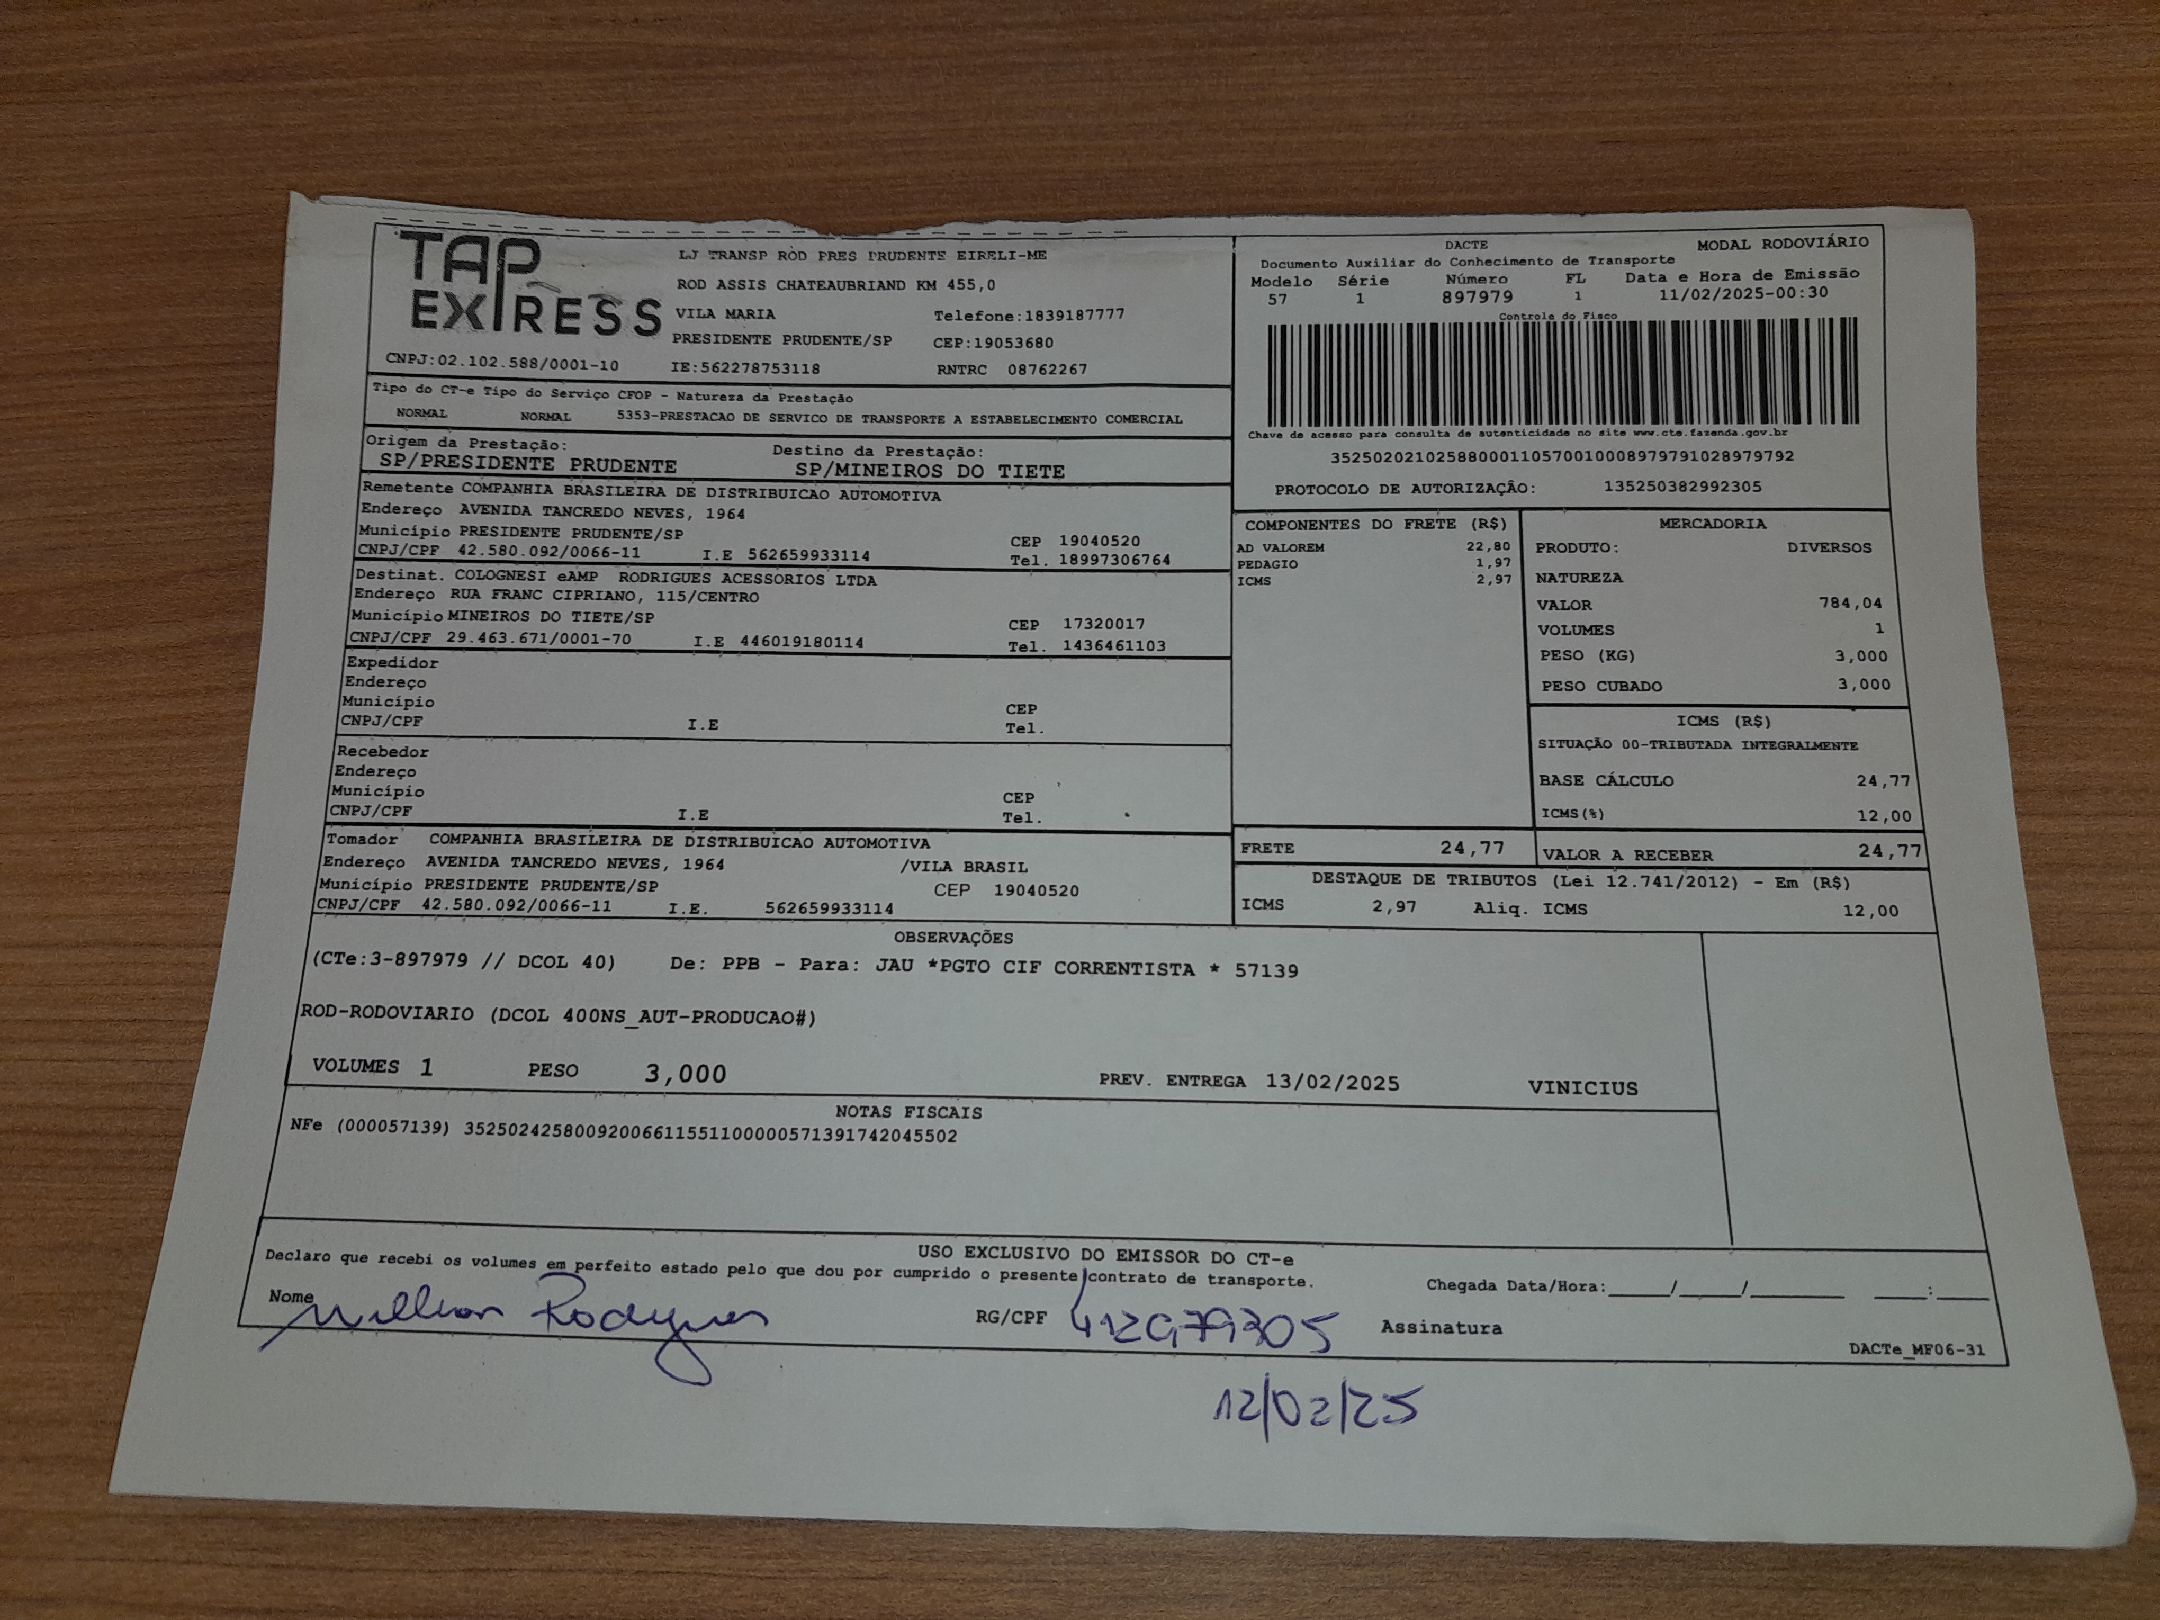 TAP EXPRESS
LJ TRANSP ROD PRES PRUDENTE EIRELI-ME
ROD ASSIS CHATEAUBRIAND KM 455,0
VILA MARIA Telefone:1839187777
PRESIDENTE PRUDENTE/SP CEP:19053680
CNPJ:02.102.588/0001-10 IE:562278753118 RNTRC 08762267
DACTE MODAL RODOVIÁRIO
Documento Auxiliar do Conhecimento de Transporte
Modelo Série Número FL Data e Hora de Emissão
57 1 897979 1 11/02/2025-00:30
Controle do Fisco
Chave de acesso para consulta de autenticidade no site www.cte.fazenda.gov.br
35250202102588000110570010008979791028979792
PROTOCOLO DE AUTORIZAÇÃO: 135250382992305
Tipo do CT-e Tipo do Serviço CFOP - Natureza da Prestação
NORMAL NORMAL 5353-PRESTACAO DE SERVICO DE TRANSPORTE A ESTABELECIMENTO COMERCIAL
Origem da Prestação: Destino da Prestação:
SP/PRESIDENTE PRUDENTE SP/MINEIROS DO TIETE
Remetente COMPANHIA BRASILEIRA DE DISTRIBUICAO AUTOMOTIVA
Endereço AVENIDA TANCREDO NEVES, 1964
Município PRESIDENTE PRUDENTE/SP CEP 19040520
CNPJ/CPF 42.580.092/0066-11 I.E 562659933114 Tel. 18997306764
Destinat. COLOGNESI eAMP RODRIGUES ACESSORIOS LTDA
Endereço RUA FRANC CIPRIANO, 115/CENTRO
Município MINEIROS DO TIETE/SP CEP 17320017
CNPJ/CPF 29.463.671/0001-70 I.E 446019180114 Tel. 1436461103
Expedidor
Endereço
Município CEP
CNPJ/CPF I.E Tel.
Recebedor
Endereço
Município CEP
CNPJ/CPF I.E Tel.
Tomador COMPANHIA BRASILEIRA DE DISTRIBUICAO AUTOMOTIVA
Endereço AVENIDA TANCREDO NEVES, 1964 /VILA BRASIL
Município PRESIDENTE PRUDENTE/SP CEP 19040520
CNPJ/CPF 42.580.092/0066-11 I.E. 562659933114
COMPONENTES DO FRETE (R$)
AD VALOREM 22,80
PEDAGIO 1,97
ICMS 2,97
MERCADORIA
PRODUTO: DIVERSOS
NATUREZA
VALOR 784,04
VOLUMES 1
PESO (KG) 3,000
PESO CUBADO 3,000
ICMS (R$)
SITUAÇÃO 00-TRIBUTADA INTEGRALMENTE
BASE CÁLCULO 24,77
ICMS(%) 12,00
FRETE 24,77 VALOR A RECEBER 24,77
DESTAQUE DE TRIBUTOS (Lei 12.741/2012) - Em (R$)
ICMS 2,97 Aliq. ICMS 12,00
OBSERVAÇÕES
(CTe:3-897979 // DCOL 40) De: PPB - Para: JAU *PGTO CIF CORRENTISTA * 57139
ROD-RODOVIARIO (DCOL 400NS_AUT-PRODUCAO#)
VOLUMES 1 PESO 3,000 PREV. ENTREGA 13/02/2025 VINICIUS
NOTAS FISCAIS
NFe (000057139) 35250242580092006611551100000571391742045502
USO EXCLUSIVO DO EMISSOR DO CT-e
Declaro que recebi os volumes em perfeito estado pelo que dou por cumprido o presente contrato de transporte. Chegada Data/Hora:____/____/______ ____:____
Nome Willian Rodrigues RG/CPF 412979305 Assinatura
DACTe_MF06-31
12/02/25